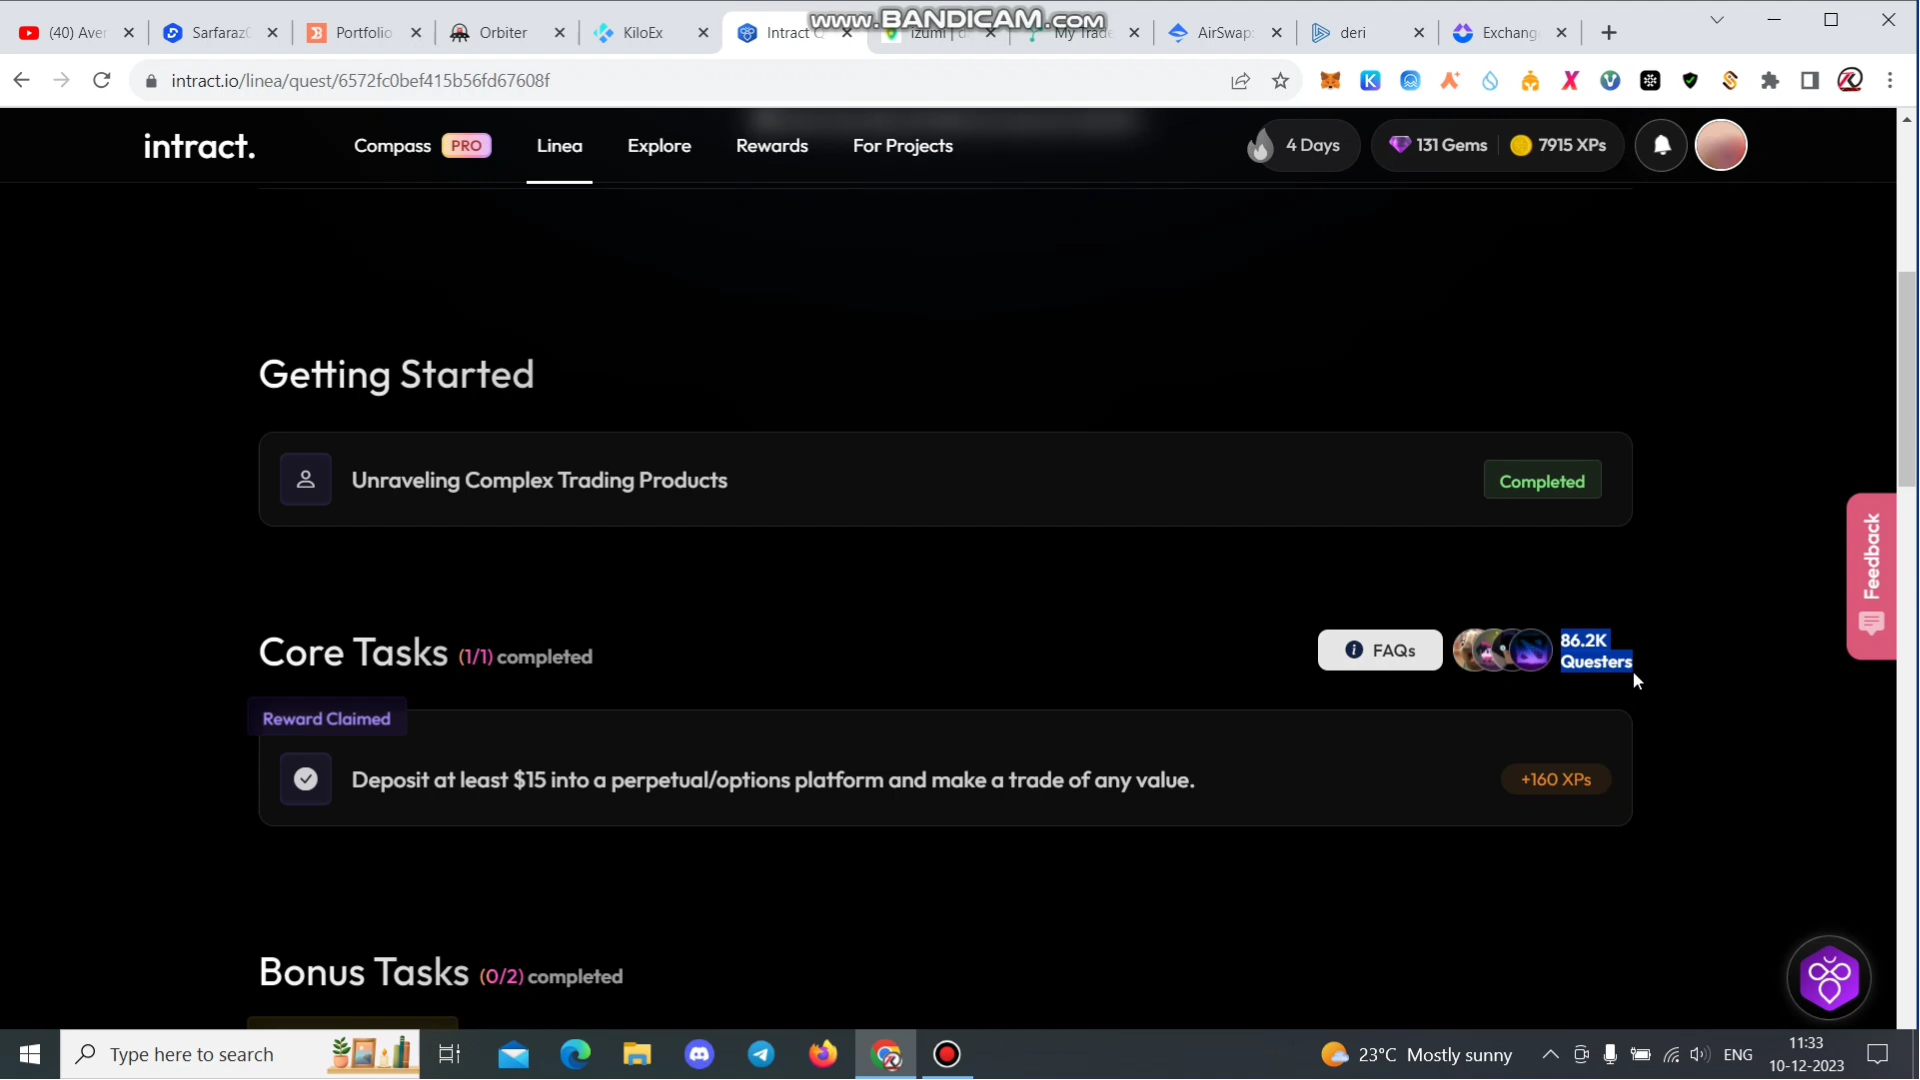 www.BANDICAM.com
(40) Aver
Sarfaraz
Portfolio
Orbiter
KiloEx
Intract
izumi
My Trade
AirSwap:
deri
Exchang
intract.io/linea/quest/6572fc0bef415b56fd67608f
intract.
Compass PRO
Linea
Explore
Rewards
For Projects
4 Days
131 Gems
7915 XPs
Getting Started
Unraveling Complex Trading Products
Completed
Feedback
Core Tasks (1/1) completed
FAQs
86.2K
Questers
Reward Claimed
Deposit at least $15 into a perpetual/options platform and make a trade of any value.
+160 XPs
Bonus Tasks (0/2) completed
Type here to search
23°C Mostly sunny
ENG
11:33
10-12-2023